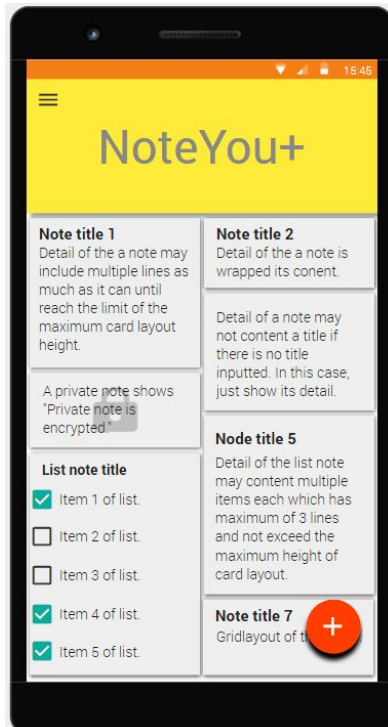 15:45
NoteYou+
Note title 1
Detail of the a note may
include multiple lines as
much as it can until
reach the limit of the
maximum card layout
height.
A private note shows
"Private note is
encrypted."
List note title
Item 1 of list.
Item 2 of list.
Item 3 of list.
Item 4 of list.
Item 5 of list.
Note title 2
Detail of the a note is
wrapped its conent.
Detail of a note may
not content a title if
there is no title
inputted. In this case,
just show its detail.
Node title 5
Detail of the list note
may content multiple
items each which has
maximum of 3 lines
and not exceed the
maximum height of
card layout.
Note title 7
Gridlayout of